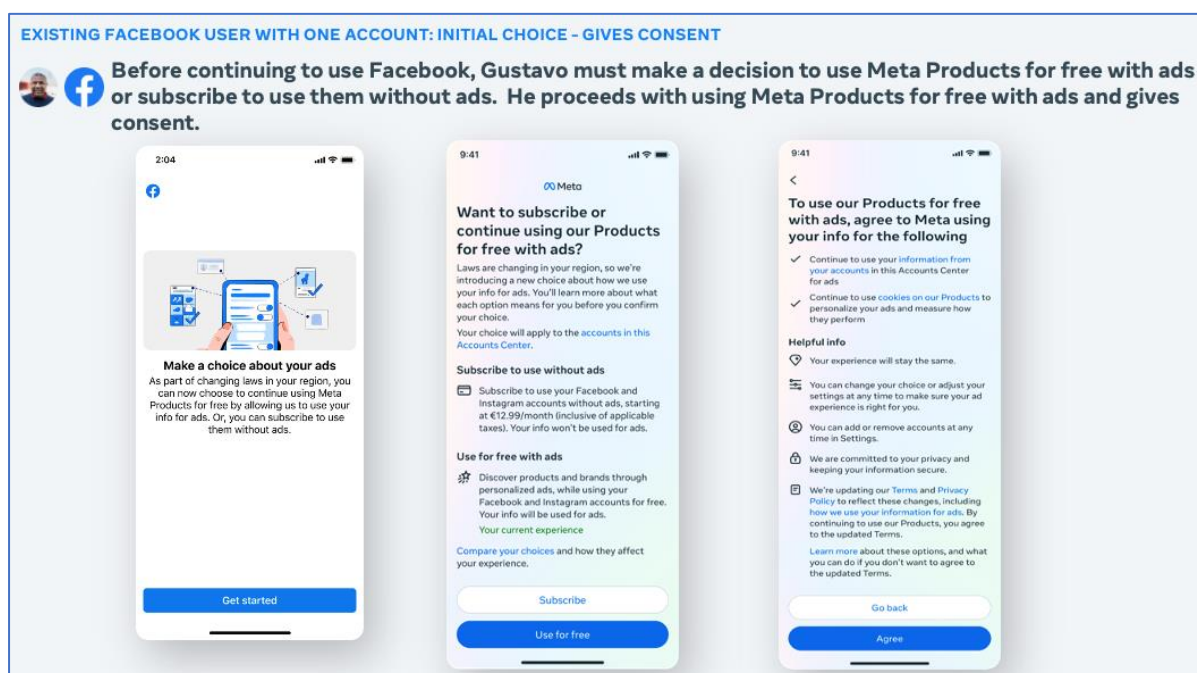 EXISTING FACEBOOK USER WITH ONE ACCOUNT: INITIAL CHOICE - GIVES CONSENT
Before continuing to use Facebook, Gustavo must make a decision to use Meta Products for free with ads
or subscribe to use them without ads. He proceeds with using Meta Products for free with ads and gives
consent.
2:04
Make a choice about your ads
As part of changing laws in your region, you
can now choose to continue using Meta
Products for free by allowing us to use your
info for ads. Or, you can subscribe to use
them without ads.
Get started
9:41
Meta
Want to subscribe or
continue using our Products
for free with ads?
Laws are changing in your region, so we're
introducing a new choice about how we use
your info for ads. You'll learn more about what
each option means for you before you confirm
your choice.
Your choice will apply to the accounts in this
Accounts Center.
Subscribe to use without ads
Subscribe to use your Facebook and
Instagram accounts without ads, starting
at €12.99/month (inclusive of applicable
taxes). Your info won't be used for ads.
Use for free with ads
Discover products and brands through
personalized ads, while using your
Facebook and Instagram accounts for free.
Your info will be used for ads.
Your current experience
Compare your choices and how they affect
your experience.
Subscribe
Use for free
9:41
To use our Products for free
with ads, agree to Meta using
your info for the following
Continue to use your information from
your accounts in this Accounts Center
for ads
Continue to use cookies on our Products to
personalize your ads and measure how
they perform
Helpful info
Your experience will stay the same.
You can change your choice or adjust your
settings at any time to make sure your ad
experience is right for you.
You can add or remove accounts at any
time in Settings.
We are committed to your privacy and
keeping your information secure.
We're updating our Terms and Privacy
Policy to reflect these changes, including
how we use your information for ads. By
continuing to use our Products, you agree
to the updated Terms.
Learn more about these options, and what
you can do if you don't want to agree to
the updated Terms.
Go back
Agree